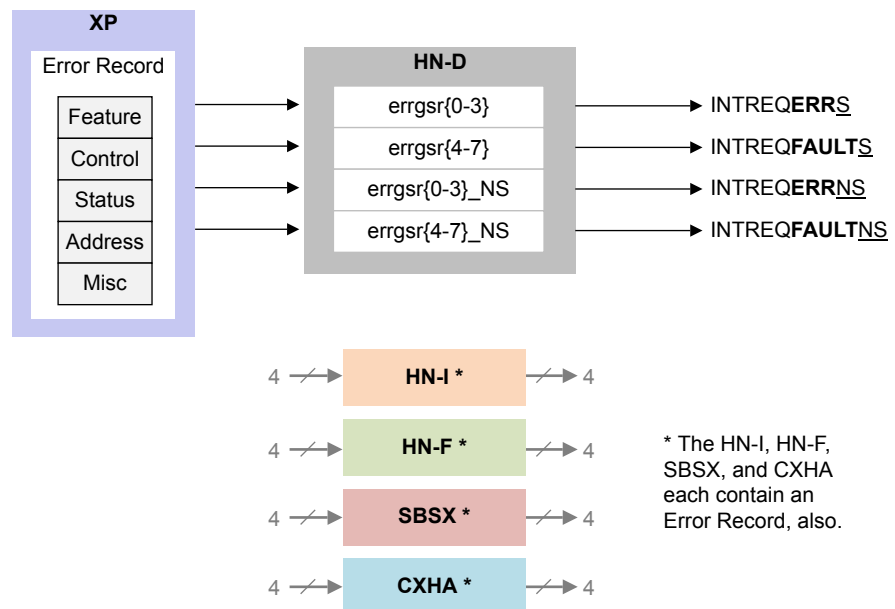 XP
Error Record
Feature
Control
Status
Address
Misc
HN-D
errgsr{0-3}
errgsr{4-7}
errgsr{0-3}_NS
errgsr{4-7}_NS
INTREQERRS
INTREQFAULTS
INTREQERRNS
INTREQFAULTNS
4 HN-I * 4
4 HN-F * 4
4 SBSX * 4
4 CXHA * 4
* The HN-I, HN-F,
SBSX, and CXHA
each contain an
Error Record, also.